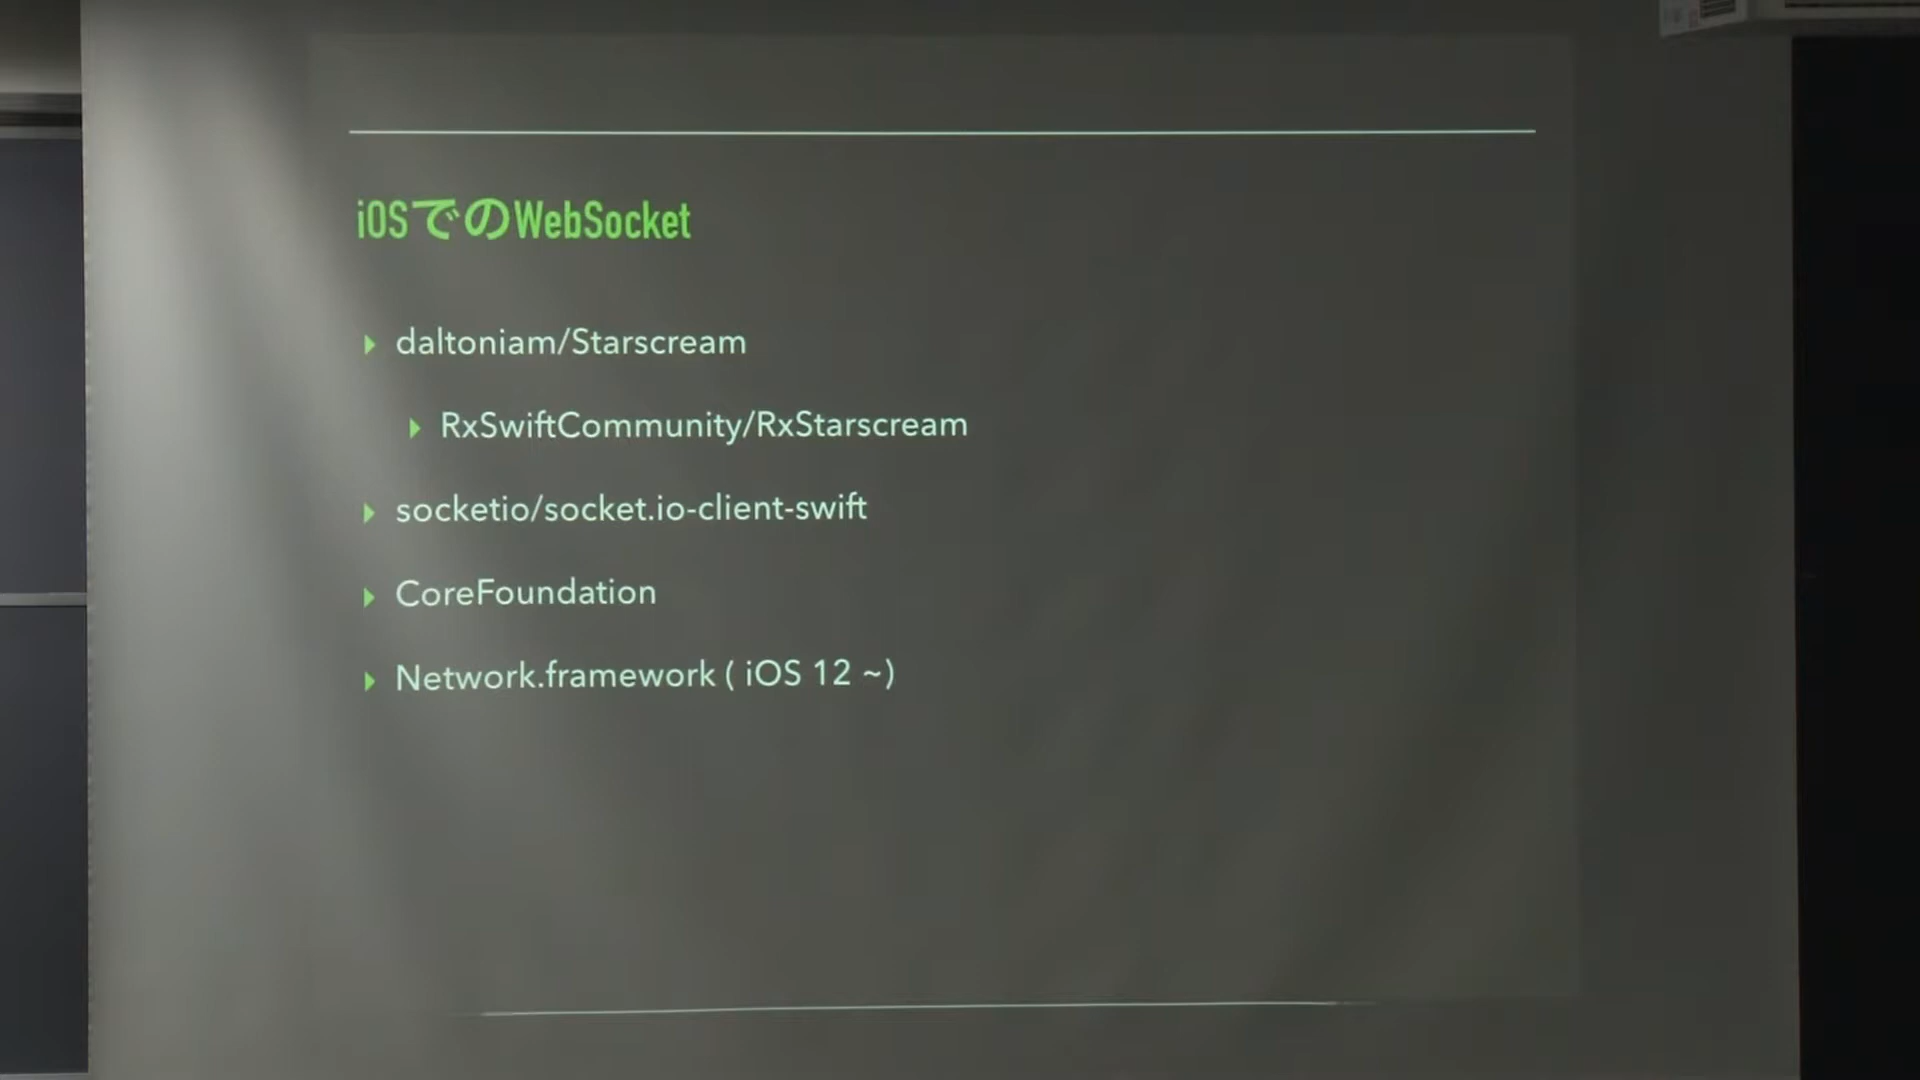 iOSでのWebSocket
daltoniam/Starscream
RxSwiftCommunity/RxStarscream
socketio/socket.io-client-swift
CoreFoundation
Network.framework ( iOS 12 ~)